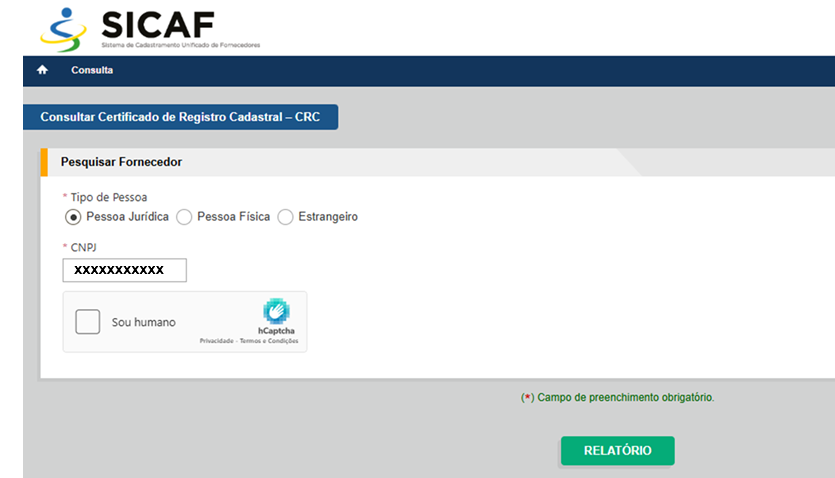 SICAF
Sistema de Cadastramento Unificado de Fornecedores
Consulta
Consultar Certificado de Registro Cadastral – CRC
Pesquisar Fornecedor
* Tipo de Pessoa
Pessoa Jurídica Pessoa Física Estrangeiro
* CNPJ
XXXXXXXXXXX
Sou humano
hCaptcha
Privacidade - Termos e Condições
(*) Campo de preenchimento obrigatório.
RELATÓRIO